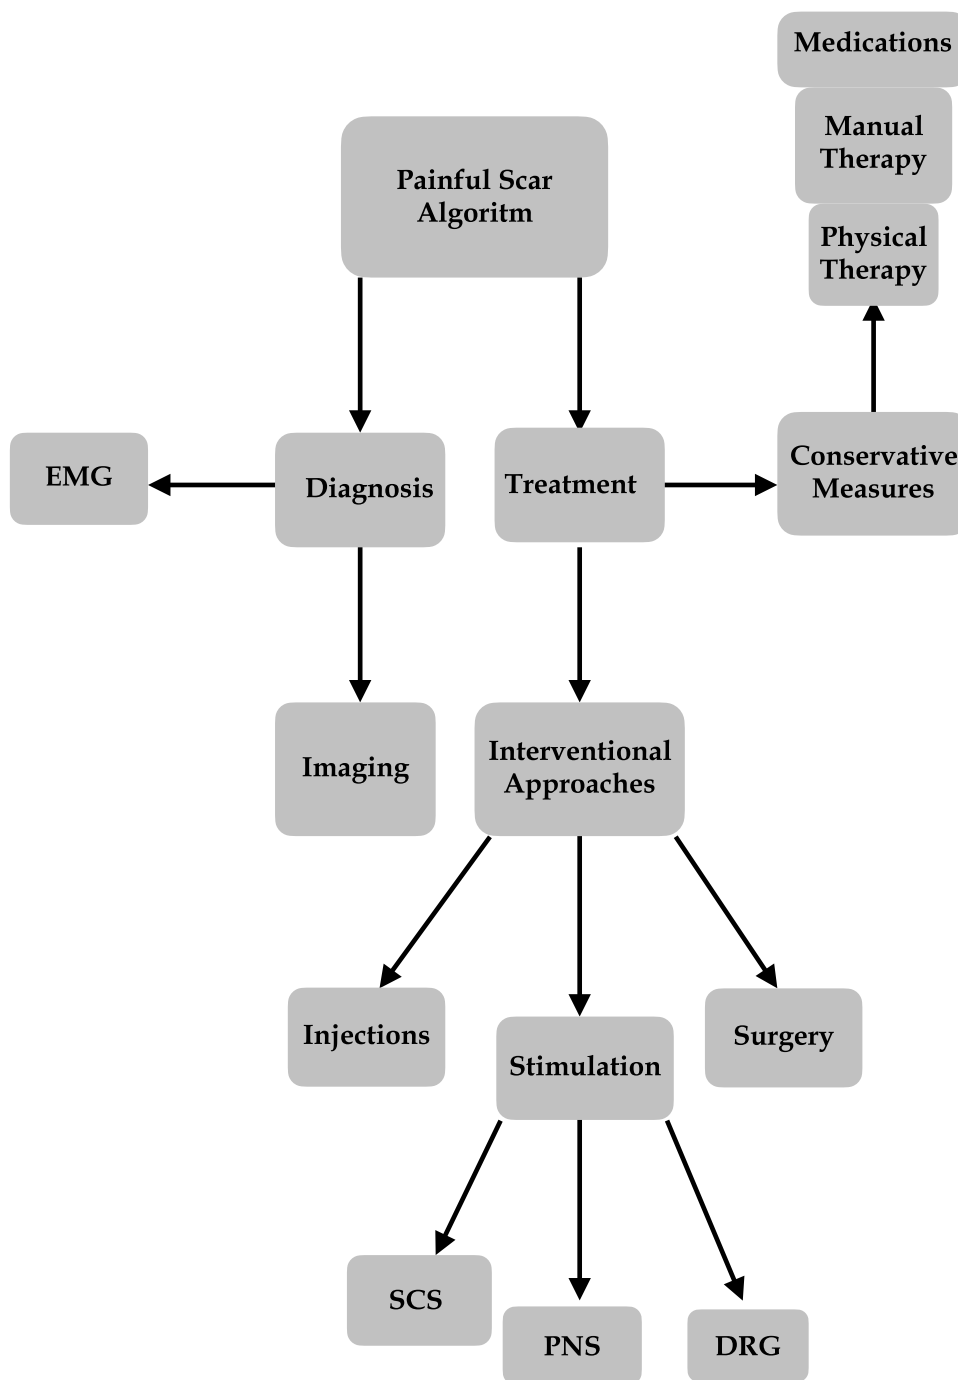 Medications
Manual
Therapy
Painful Scar
Algoritm
Physical
Therapy
EMG
Diagnosis
Treatment
Conservative
Measures
Imaging
Interventional
Approaches
Injections
Stimulation
Surgery
SCS
PNS
DRG